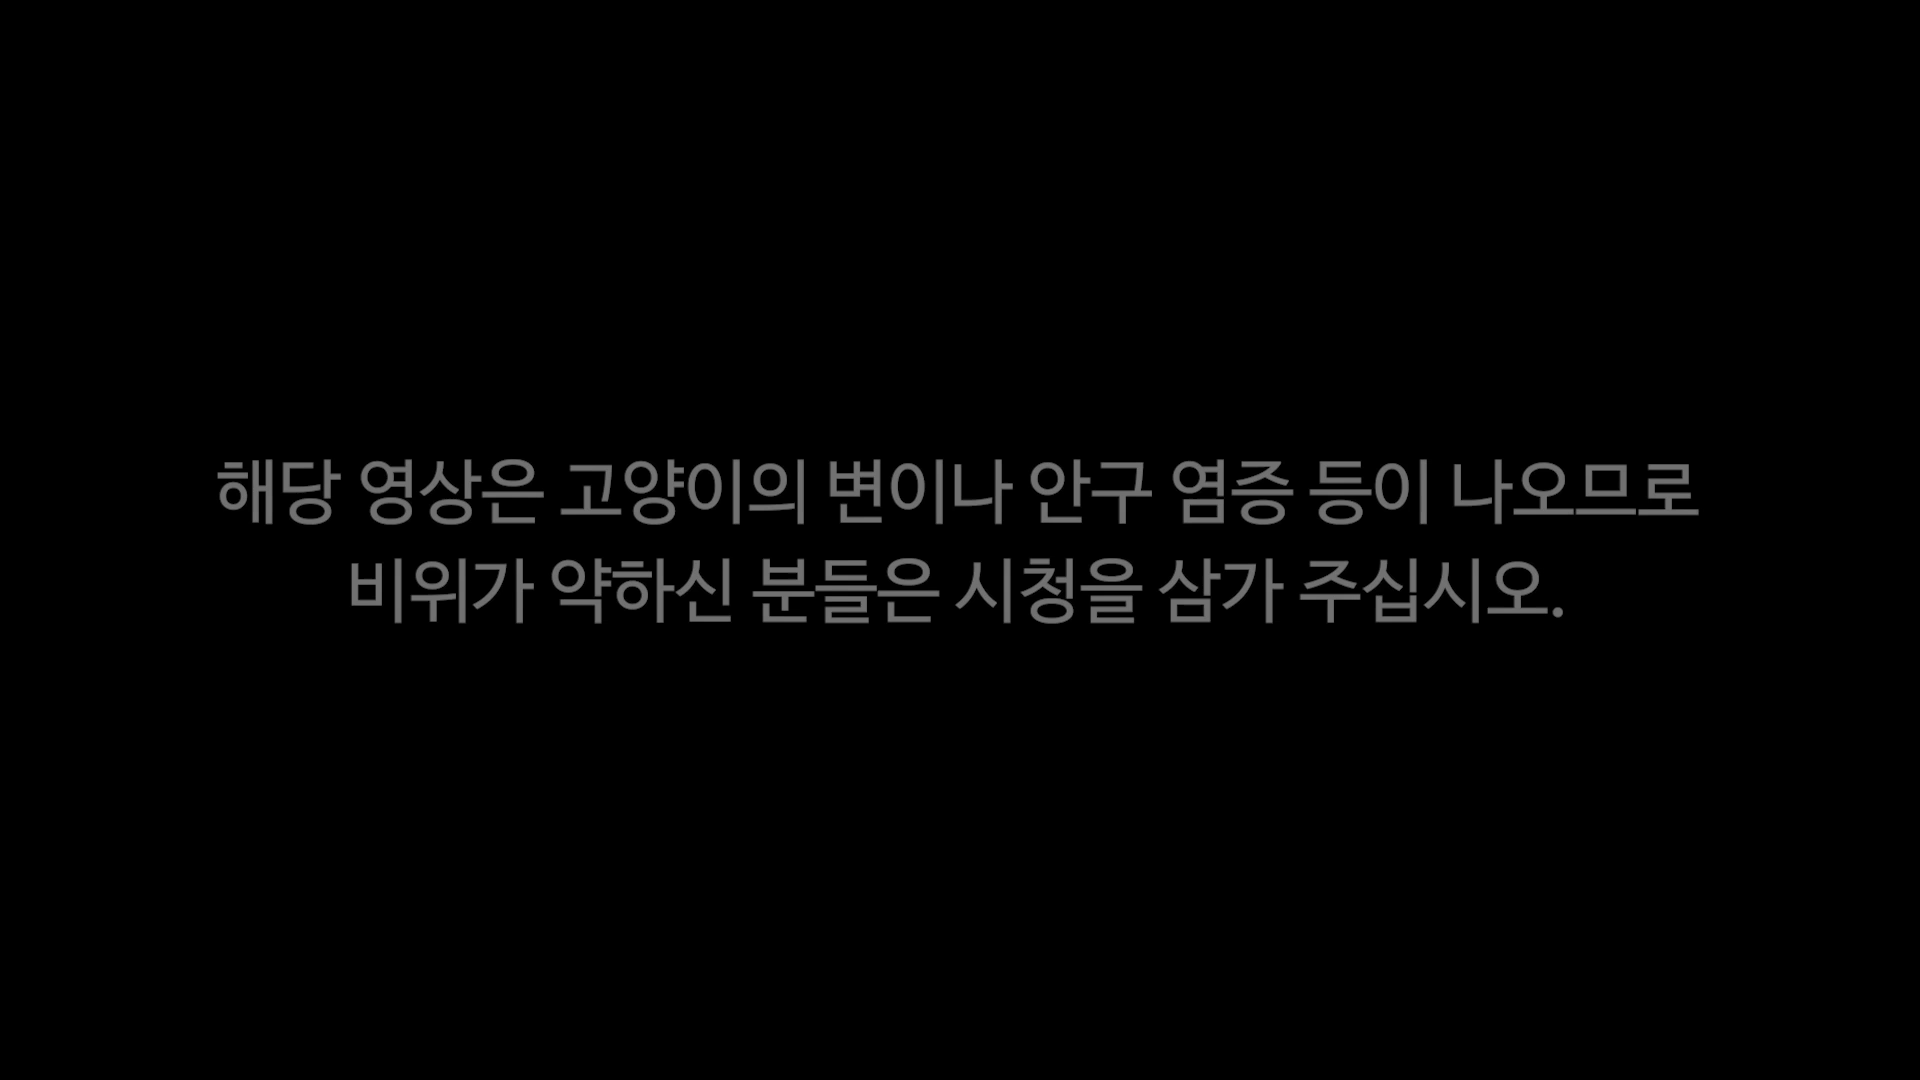 해당 영상은 고양이의 변이나 안구 염증 등이 나오므로
비위가 약하신 분들은 시청을 삼가 주십시오.